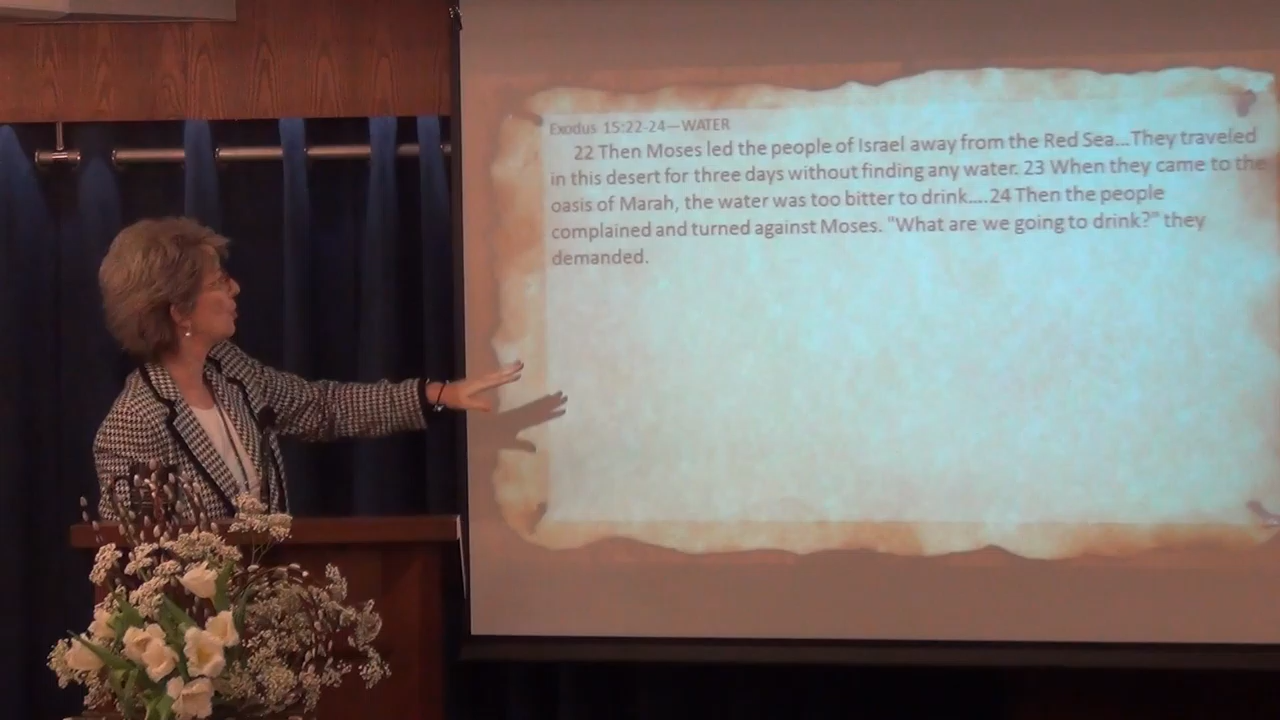 Exodus 15:22-24—WATER
22 Then Moses led the people of Israel away from the Red Sea...They traveled
in this desert for three days without finding any water. 23 When they came to the
oasis of Marah, the water was too bitter to drink....24 Then the people
complained and turned against Moses. "What are we going to drink?" they
demanded.